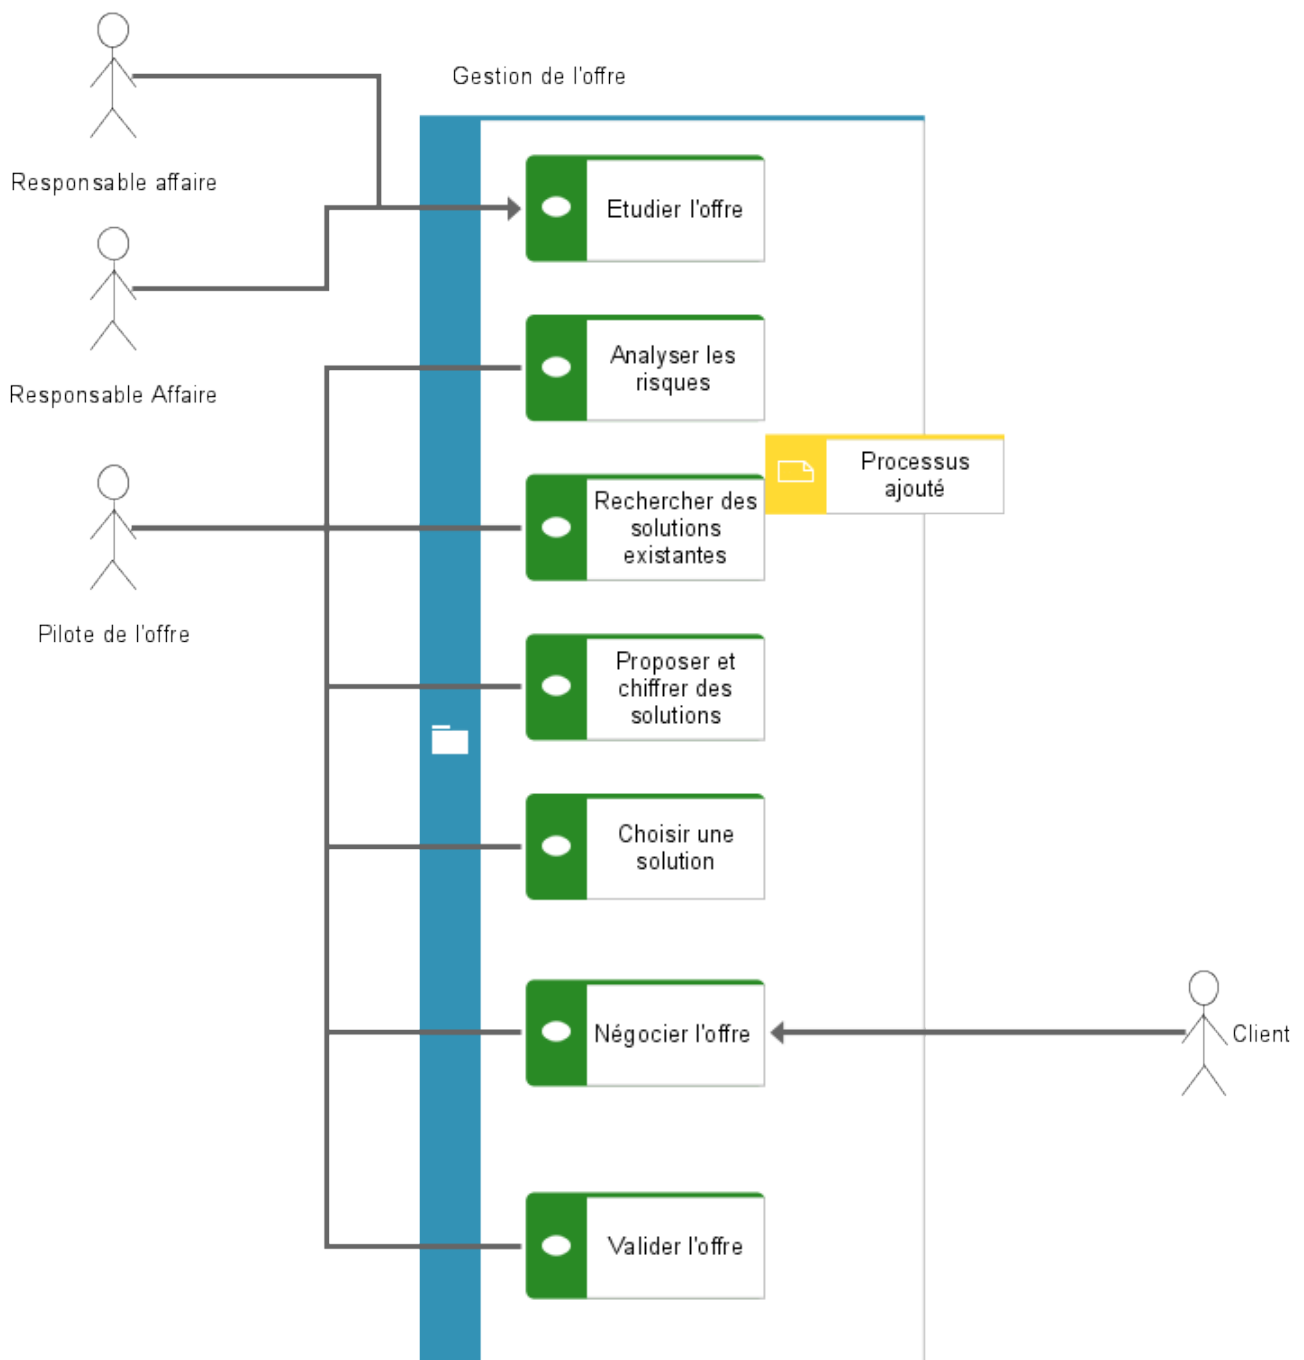 Gestion de l'offre
Responsable affaire
Etudier l'offre
Responsable Affaire
Analyser les
risques
Processus
ajouté
Rechercher des
solutions
existantes
Pilote de l'offre
Proposer et
chiffrer des
solutions
Choisir une
solution
Négocier l'offre
Client
Valider l'offre